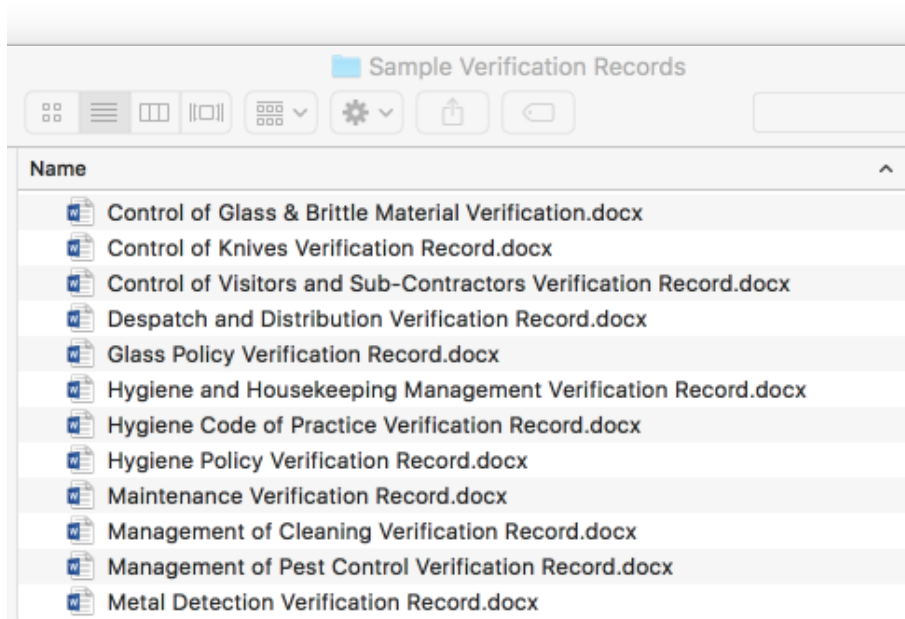 Sample Verification Records
Name
Control of Glass & Brittle Material Verification.docx
Control of Knives Verification Record.docx
Control of Visitors and Sub-Contractors Verification Record.docx
Despatch and Distribution Verification Record.docx
Glass Policy Verification Record.docx
Hygiene and Housekeeping Management Verification Record.docx
Hygiene Code of Practice Verification Record.docx
Hygiene Policy Verification Record.docx
Maintenance Verification Record.docx
Management of Cleaning Verification Record.docx
Management of Pest Control Verification Record.docx
Metal Detection Verification Record.docx